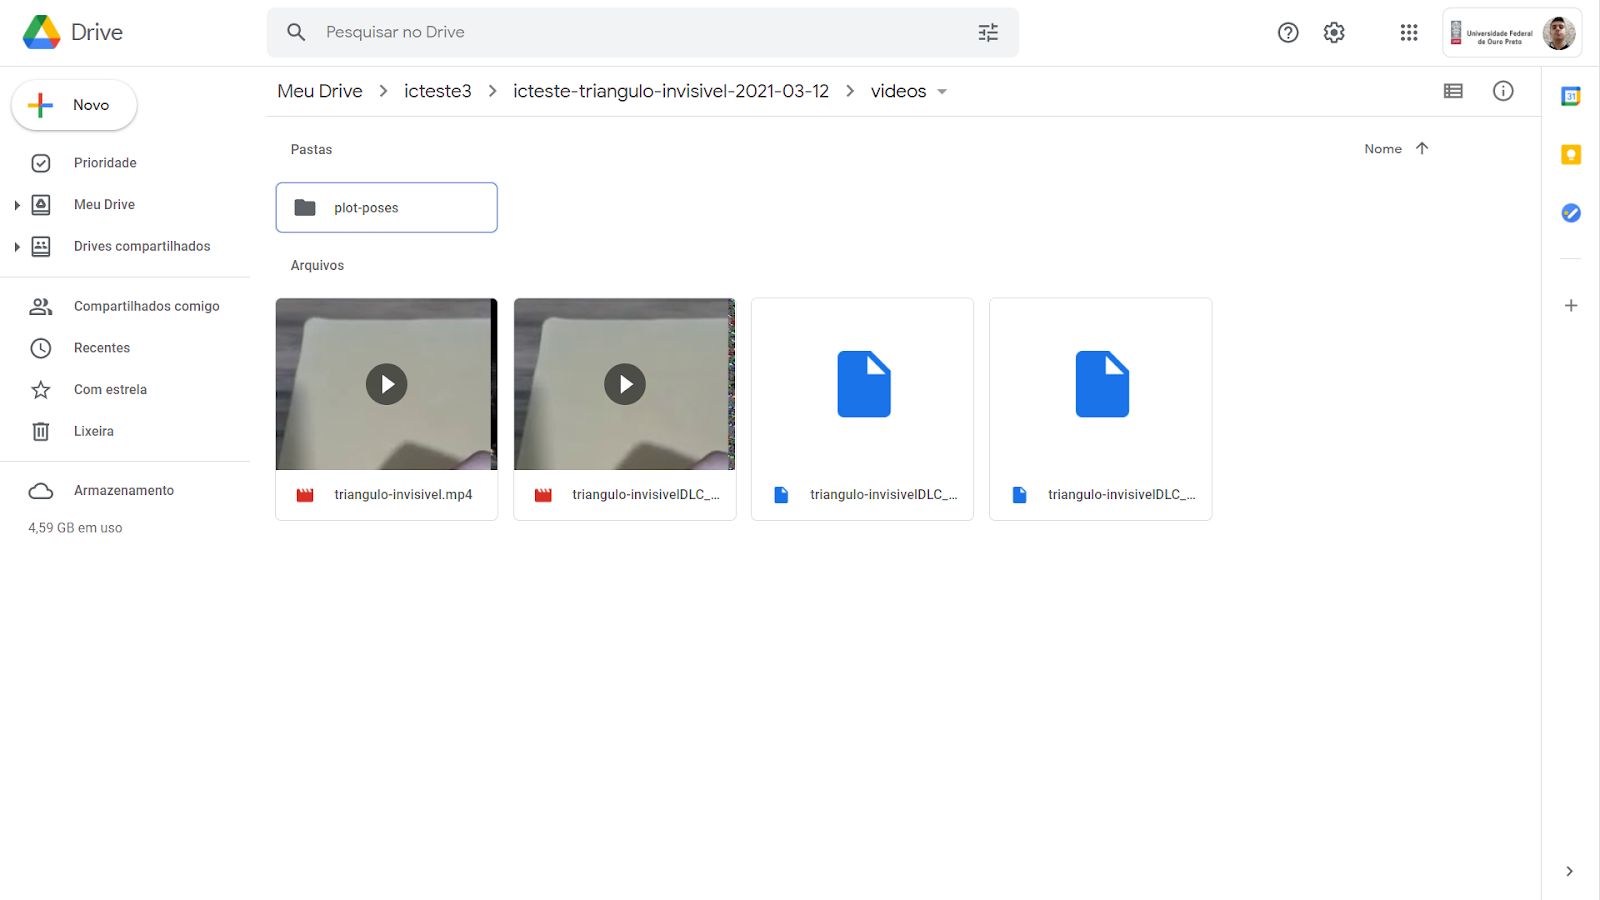 Drive
Pesquisar no Drive
Universidade Federal
de Ouro Preto
Novo
Meu Drive
icteste3
icteste-triangulo-invisivel-2021-03-12
videos
31
Prioridade
Meu Drive
Drives compartilhados
Compartilhados comigo
Recentes
Com estrela
Lixeira
Armazenamento
4,59 GB em uso
Pastas
Nome
plot-poses
Arquivos
triangulo-invisivel.mp4
triangulo-invisivelDLC_...
triangulo-invisivelDLC_...
triangulo-invisivelDLC_...